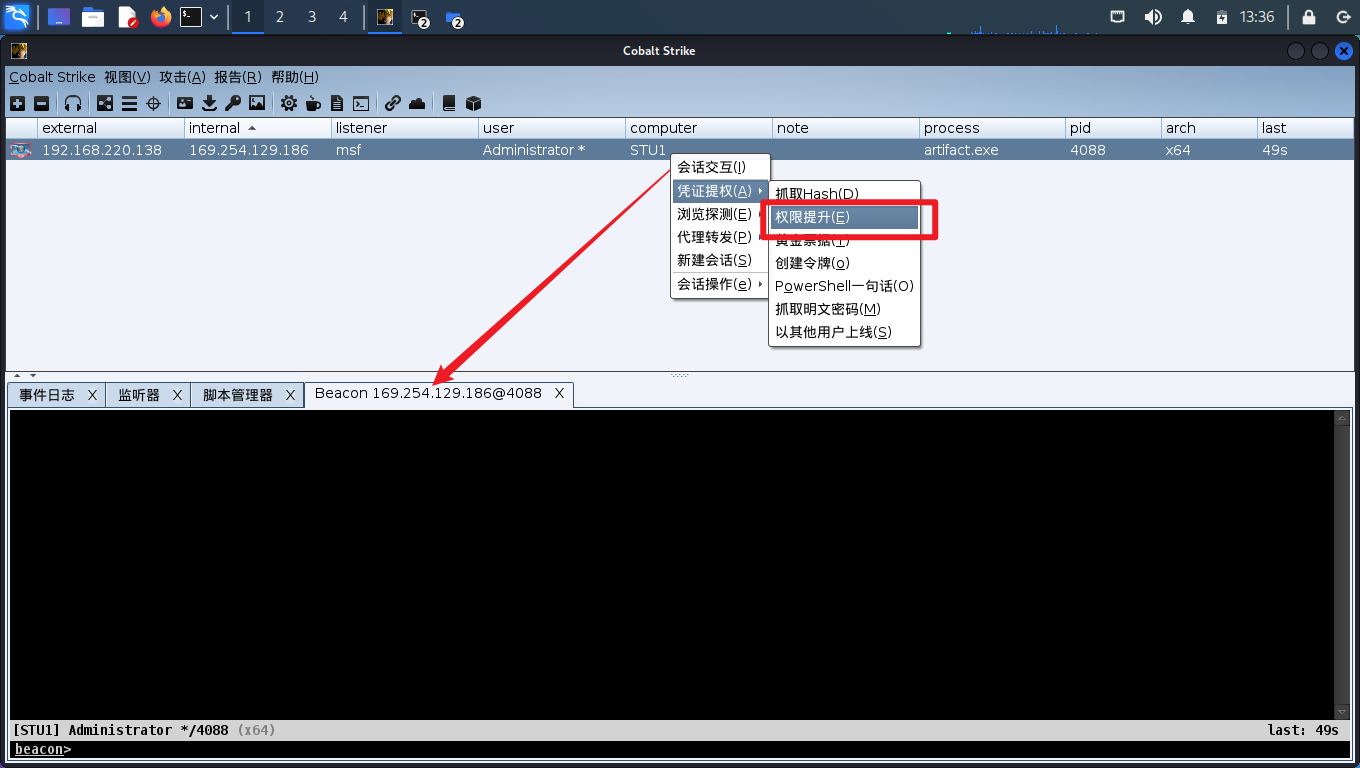 1 2 3 4 2 2 13:36
Cobalt Strike
Cobalt Strike 视图(V) 攻击(A) 报告(R) 帮助(H)
external internal listener user computer note process pid arch last
192.168.220.138 169.254.129.186 msf Administrator * STU1 artifact.exe 4088 x64 49s
会话交互(I)
凭证提权(A)
浏览探测(E)
代理转发(P)
新建会话(S)
会话操作(e)
抓取Hash(D)
权限提升(E)
黄金票据(T)
创建令牌(o)
PowerShell一句话(O)
抓取明文密码(M)
以其他用户上线(S)
事件日志 X 监听器 X 脚本管理器 X Beacon 169.254.129.186@4088 X
[STU1] Administrator */4088 (x64) last: 49s
beacon>